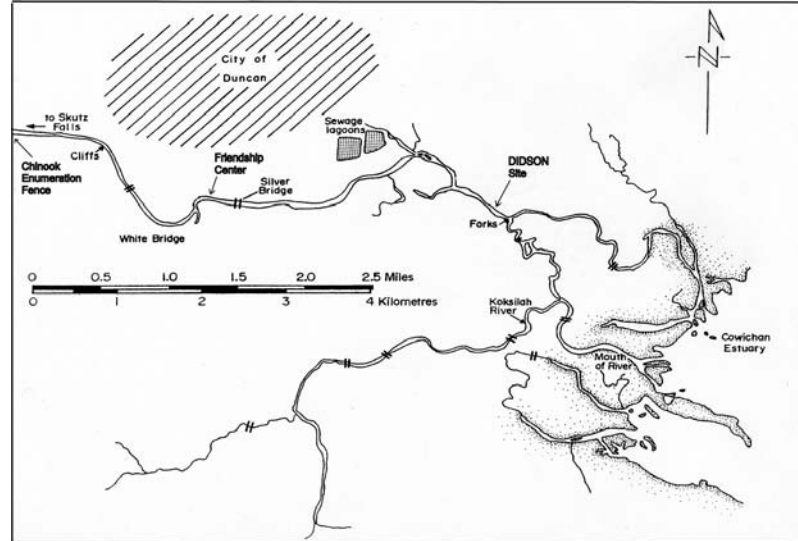 City of
Duncan
N
to Skutz
Falls
Cliffs
Chinook
Enumeration
Fence
Friendship
Center
Silver
Bridge
White Bridge
Sewage
lagoons
DIDSON
Site
Forks
0 0.5 1.0 1.5 2.0 2.5 Miles
0 1 2 3 4 Kilometres
Koksilah
River
Cowichan
Estuary
Mouth
of River